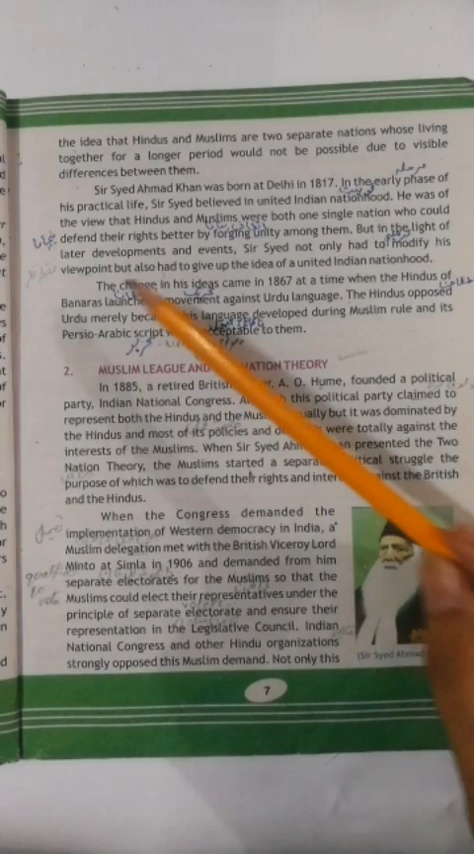 the idea that Hindus and Muslims are two separate nations whose living
together for a longer period would not be possible due to visible
differences between them.
Sir Syed Ahmad Khan was born at Delhi in 1817. In the early phase of
his practical life, Sir Syed believed in united Indian nationhood. He was of
the view that Hindus and Muslims were both one single nation who could
defend their rights better by forging unity among them. But in the light of
later developments and events, Sir Syed not only had to modify his
viewpoint but also had to give up the idea of a united Indian nationhood.
The change in his ideas came in 1867 at a time when the Hindus of
Banaras launched movement against Urdu language. The Hindus opposed
Urdu merely because this language developed during Muslim rule and its
Persio-Arabic script acceptable to them.
2. MUSLIM LEAGUE AND NATION THEORY
In 1885, a retired British A. O. Hume, founded a political
party, Indian National Congress. this political party claimed to
represent both the Hindus and the but it was dominated by
the Hindus and most of its policies and were totally against the
interests of the Muslims. When Sir Syed presented the Two
Nation Theory, the Muslims started a struggle the
purpose of which was to defend their rights and the British
and the Hindus.
When the Congress demanded the
implementation of Western democracy in India, a
Muslim delegation met with the British Viceroy Lord
Minto at Simla in 1906 and demanded from him
separate electorates for the Muslims so that the
Muslims could elect their representatives under the
principle of separate electorate and ensure their
representation in the Legislative Council. Indian
National Congress and other Hindu organizations
strongly opposed this Muslim demand. Not only this
(Sir Syed Ahmad
7